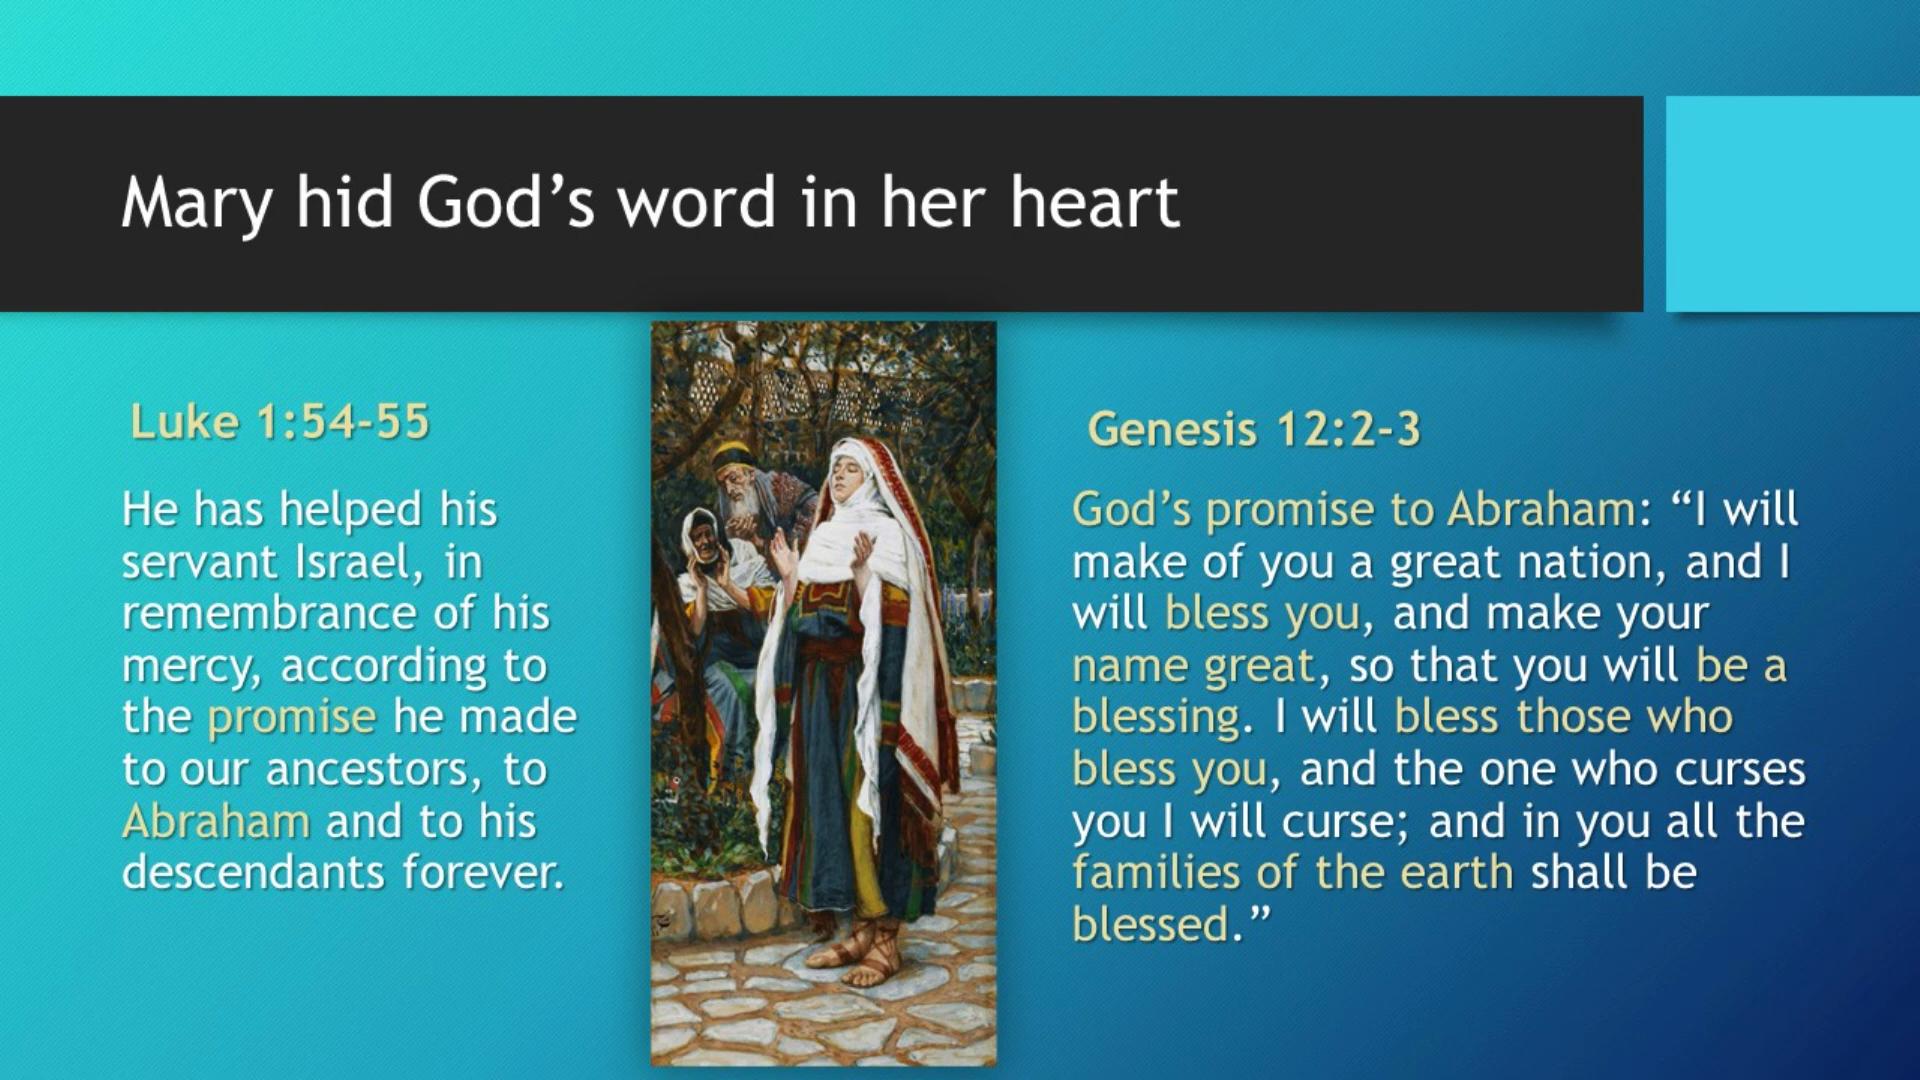 Mary hid God’s word in her heart
Luke 1:54-55
He has helped his
servant Israel, in
remembrance of his
mercy, according to
the promise he made
to our ancestors, to
Abraham and to his
descendants forever.
Genesis 12:2-3
God’s promise to Abraham: “I will
make of you a great nation, and I
will bless you, and make your
name great, so that you will be a
blessing. I will bless those who
bless you, and the one who curses
you I will curse; and in you all the
families of the earth shall be
blessed.”